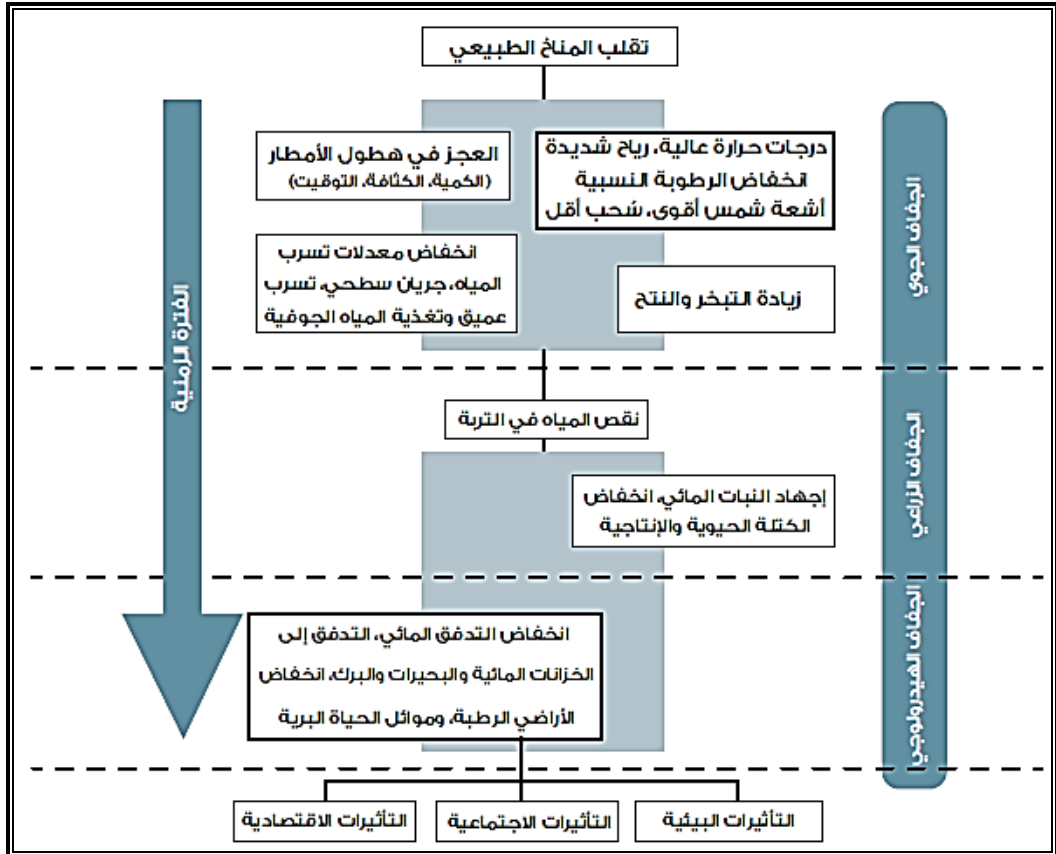 تقلب المناخ الطبيعي
درجات حرارة عالية، رياح شديدة
انخفاض الرطوبة النسبية
أشعة شمس أقوى، سُحب أقل
العجز في هطول الأمطار
(الكمية، الكثافة، التوقيت)
زيادة التبخر والنتح
انخفاض معدلات تسرب
المياه، جريان سطحي، تسرب
عميق وتغذية المياه الجوفية
الجفاف الجوي
الفترة الزمنية
نقص المياه في التربة
إجهاد النبات المائي، انخفاض
الكتلة الحيوية والإنتاجية
الجفاف الزراعي
انخفاض التدفق المائي، التدفق إلى
الخزانات المائية والبحيرات والبرك، انخفاض
الأراضي الرطبة، وموائل الحياة البرية
الجفاف الهيدرولوجي
التأثيرات البيئية
التأثيرات الاجتماعية
التأثيرات الاقتصادية